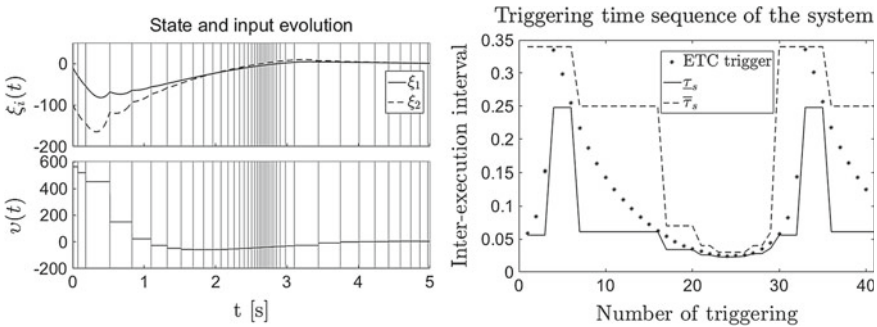 State and input evolution
0
-100
-200
ξᵢ(t)
ξ₁
ξ₂
600
400
200
0
-200
v(t)
0
1
2
3
4
5
t [s]
Triggering time sequence of the system
0.35
0.3
0.25
0.2
0.15
0.1
0.05
0
Inter-execution interval
ETC trigger
τ̲ₛ
τ̅ₛ
0
10
20
30
40
Number of triggering